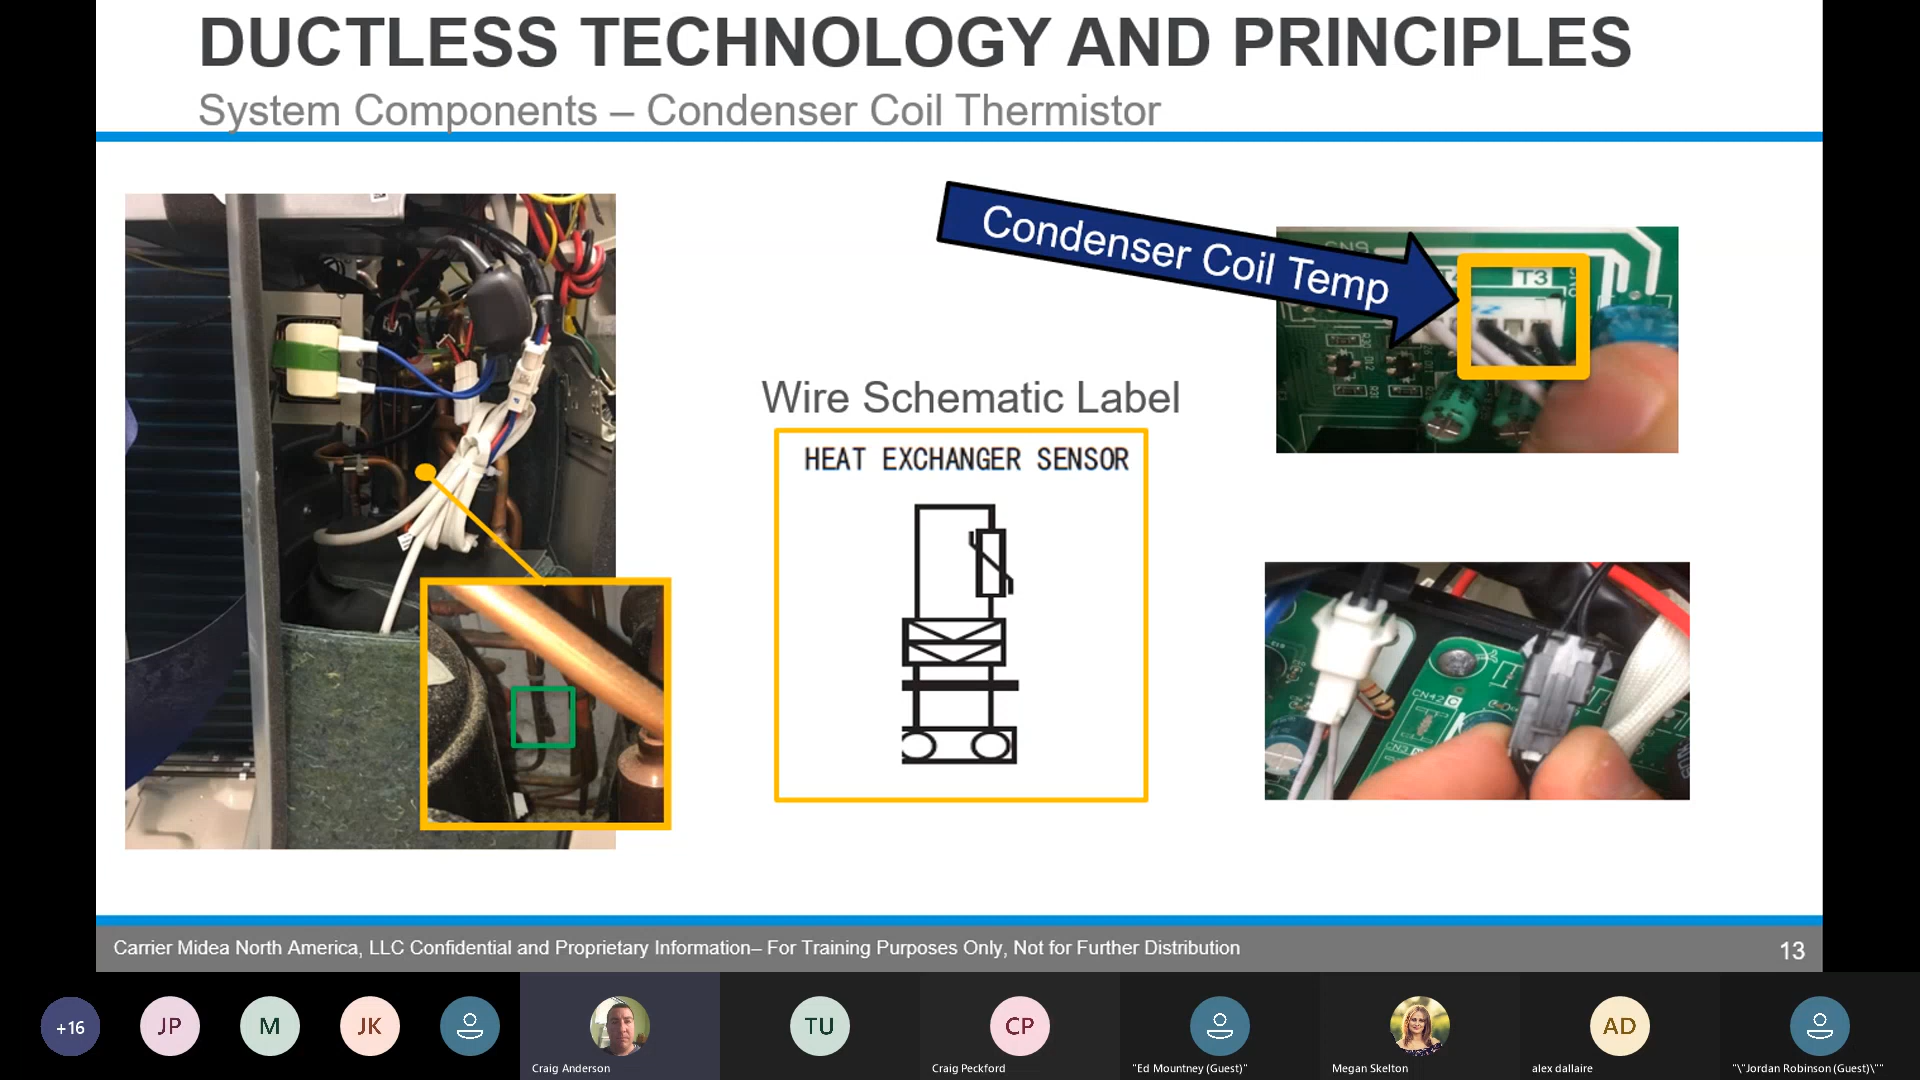 DUCTLESS TECHNOLOGY AND PRINCIPLES
System Components – Condenser Coil Thermistor
Condenser Coil Temp
CN9
T3
Wire Schematic Label
HEAT EXCHANGER SENSOR
CN42
CN3
Carrier Midea North America, LLC Confidential and Proprietary Information– For Training Purposes Only, Not for Further Distribution
13
+16
JP
M
JK
TU
CP
AD
Craig Anderson
Craig Peckford
"Ed Mountney (Guest)"
Megan Skelton
alex dallaire
"\"Jordan Robinson (Guest)\""